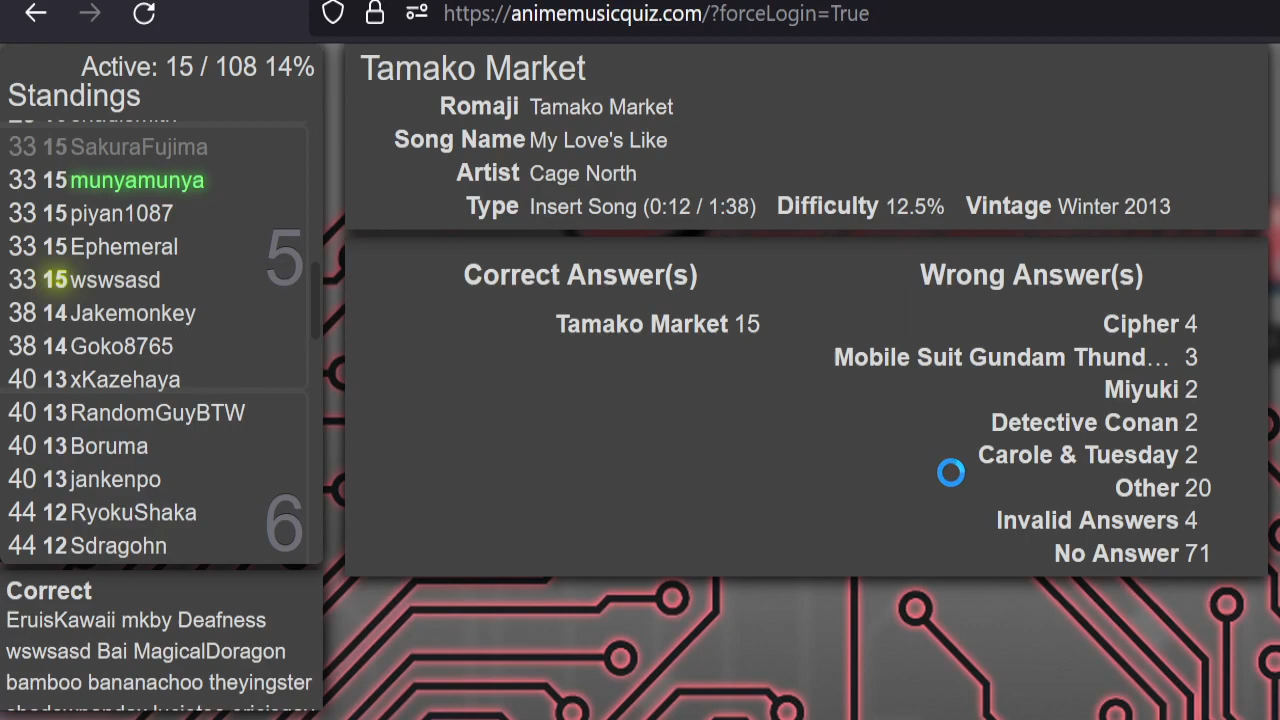 https://animemusicquiz.com/?forceLogin=True
Active: 15 / 108 14%
Standings
33 15 SakuraFujima
33 15 munyamunya
33 15 piyan1087
33 15 Ephemeral
33 15 wswsasd
5
38 14 Jakemonkey
38 14 Goko8765
40 13 xKazehaya
40 13 RandomGuyBTW
40 13 Boruma
40 13 jankenpo
44 12 RyokuShaka
44 12 Sdragohn
6
Correct
EruisKawaii mkby Deafness
wswsasd Bai MagicalDoragon
bamboo bananachoo theyingster
Tamako Market
Romaji Tamako Market
Song Name My Love's Like
Artist Cage North
Type Insert Song (0:12 / 1:38) Difficulty 12.5% Vintage Winter 2013
Correct Answer(s)
Tamako Market 15
Wrong Answer(s)
Cipher 4
Mobile Suit Gundam Thund... 3
Miyuki 2
Detective Conan 2
Carole & Tuesday 2
Other 20
Invalid Answers 4
No Answer 71